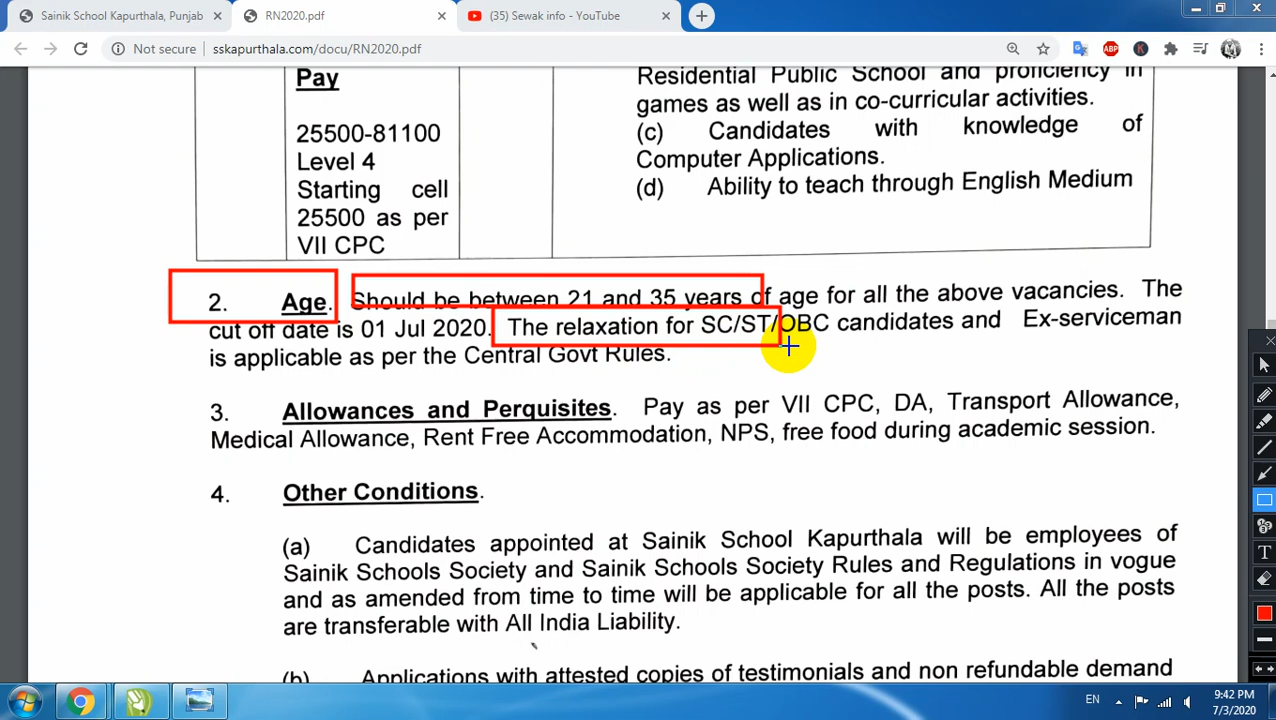 Sainik School Kapurthala, Punjab
RN2020.pdf
(35) Sewak info - YouTube
Not secure
sskapurthala.com/docu/RN2020.pdf
ABP
K
Pay
25500-81100
Level 4
Starting cell
25500 as per
VII CPC
Residential Public School and proficiency in
games as well as in co-curricular activities.
(c) Candidates with knowledge of
Computer Applications.
(d) Ability to teach through English Medium
2. Age. Should be between 21 and 35 years of age for all the above vacancies. The
cut off date is 01 Jul 2020. The relaxation for SC/ST/OBC candidates and Ex-serviceman
is applicable as per the Central Govt Rules.
3. Allowances and Perquisites. Pay as per VII CPC, DA, Transport Allowance,
Medical Allowance, Rent Free Accommodation, NPS, free food during academic session.
4. Other Conditions.
(a) Candidates appointed at Sainik School Kapurthala will be employees of
Sainik Schools Society and Sainik Schools Society Rules and Regulations in vogue
and as amended from time to time will be applicable for all the posts. All the posts
are transferable with All India Liability.
(b) Applications with attested copies of testimonials and non refundable demand
T
EN
9:42 PM
7/3/2020